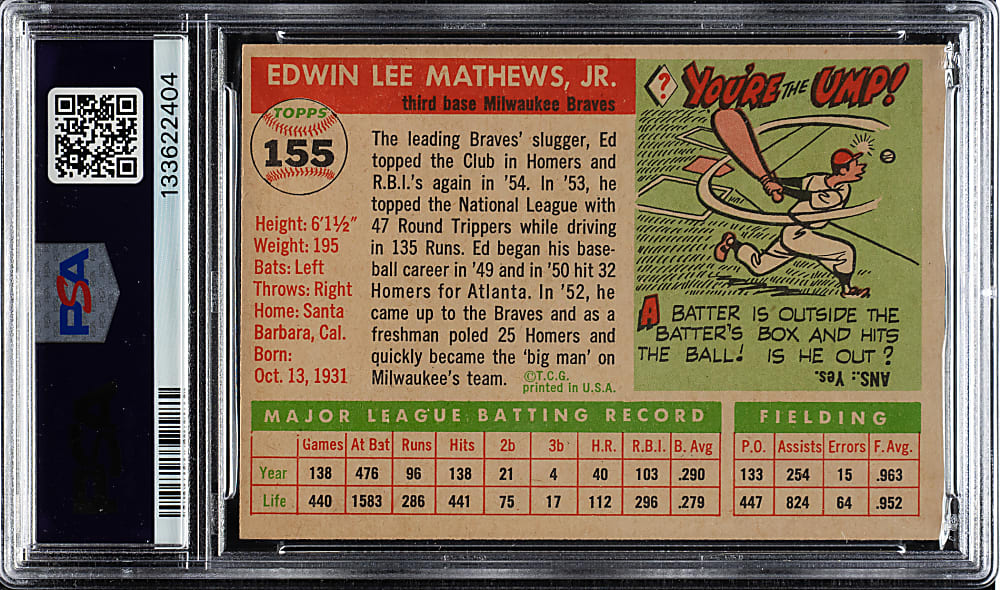 133622404
PSA
EDWIN LEE MATHEWS, JR.
third base Milwaukee Braves
TOPPS
155
Height: 6'1½"
Weight: 195
Bats: Left
Throws: Right
Home: Santa
Barbara, Cal.
Born:
Oct. 13, 1931
The leading Braves' slugger, Ed
topped the Club in Homers and
R.B.I.'s again in '54. In '53, he
topped the National League with
47 Round Trippers while driving
in 135 Runs. Ed began his base-
ball career in '49 and in '50 hit 32
Homers for Atlanta. In '52, he
came up to the Braves and as a
freshman poled 25 Homers and
quickly became the 'big man' on
Milwaukee's team.
©T.C.G.
printed in U.S.A.
? YOU'RE THE UMP!
A BATTER IS OUTSIDE THE
BATTER'S BOX AND HITS
THE BALL! IS HE OUT?
ANS.: Yes.
MAJOR LEAGUE BATTING RECORD
Games At Bat Runs Hits 2b 3b H.R. R.B.I. B. Avg
Year 138 476 96 138 21 4 40 103 .290
Life 440 1583 286 441 75 17 112 296 .279
FIELDING
P.O. Assists Errors F. Avg.
133 254 15 .963
447 824 64 .952